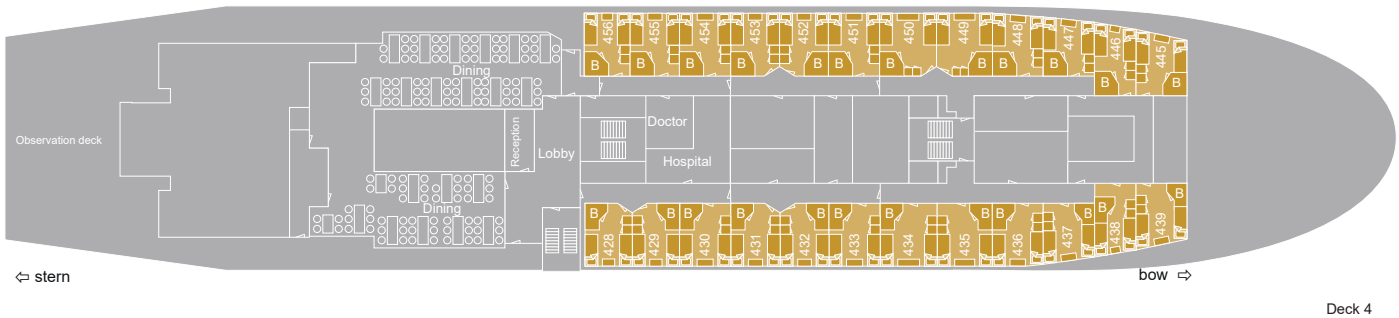 456 455 454 453 452 451 450 449 448 447 446 445
B B B B B B B B B B B B
Dining
Observation deck
Reception
Lobby
Doctor
Hospital
Dining
B B B B B B B B B B B B
428 429 430 431 432 433 434 435 436 437 438 439
⇦ stern
bow ⇨
Deck 4